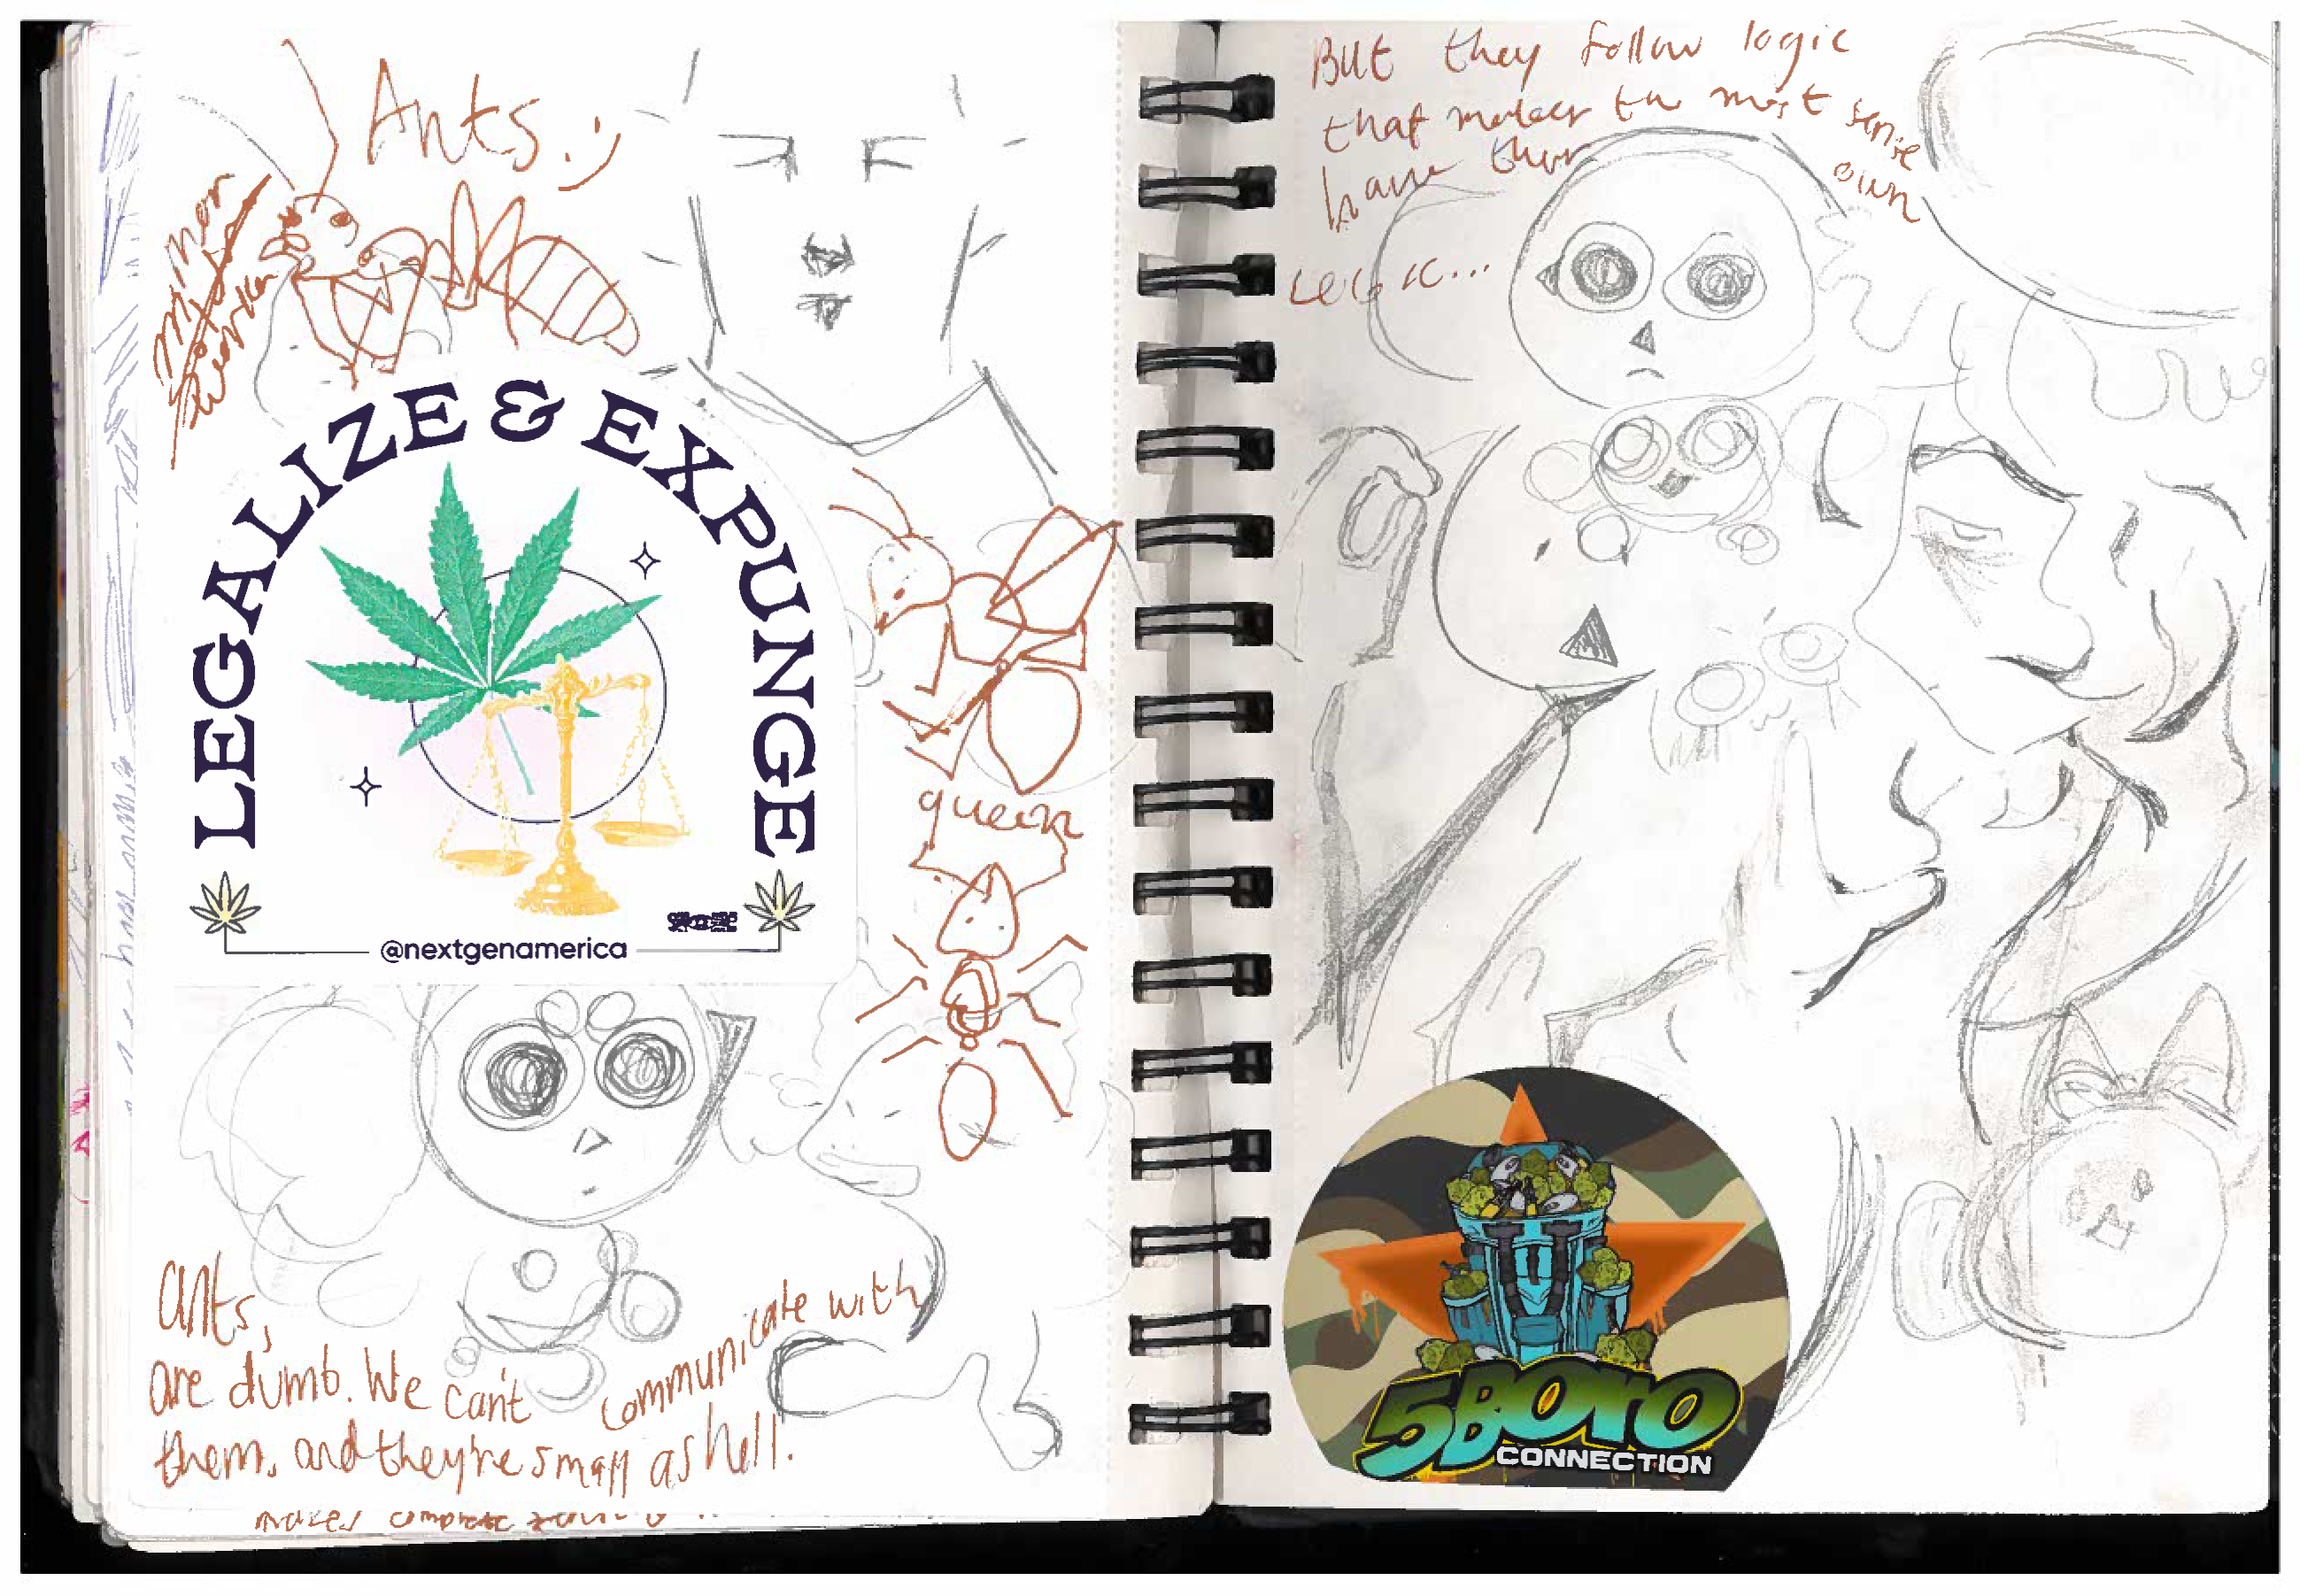 Ants :)
Minor
Worker
LEGALIZE & EXPUNGE
@nextgenamerica
queen
ants,
are dumb. We can't communicate with
them. and they're small as hell.
makes complete
But they follow logic
that makes the most sense
have their own
LOGIC...
5Boro
CONNECTION